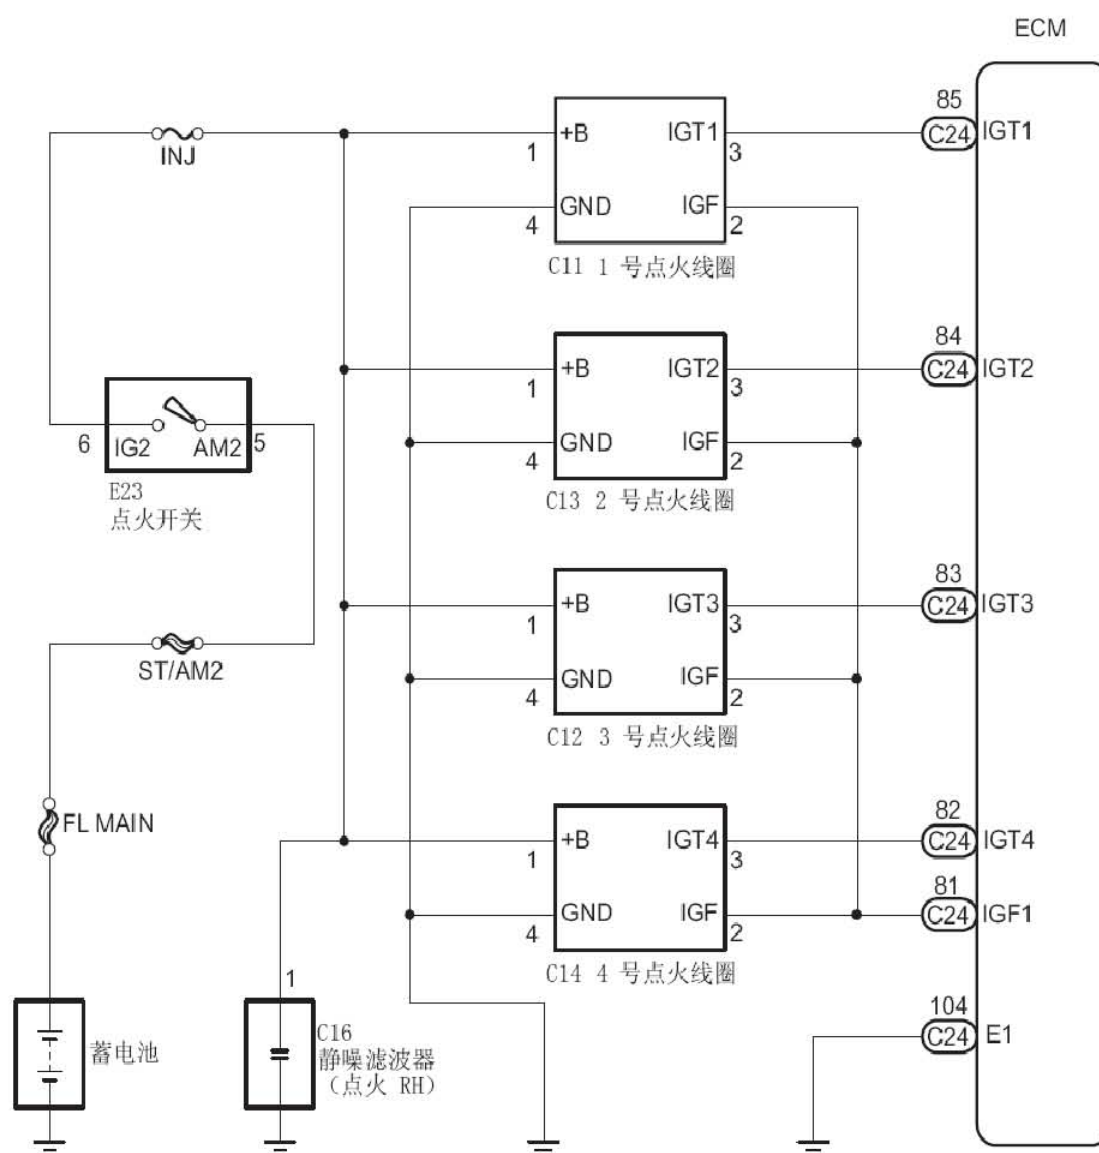 ECM
85
+B
IGT1
C24
IGT1
INJ
1
3
GND
IGF
4
2
C11 1 号点火线圈
84
+B
IGT2
C24
IGT2
1
3
6
IG2
AM2
5
GND
IGF
4
2
E23
点火开关
C13 2 号点火线圈
83
+B
IGT3
C24
IGT3
1
3
ST/AM2
GND
IGF
4
2
C12 3 号点火线圈
FL MAIN
82
+B
IGT4
C24
IGT4
1
3
81
GND
IGF
C24
IGF1
4
2
C14 4 号点火线圈
1
104
C24
E1
蓄电池
C16
静噪滤波器
（点火 RH）